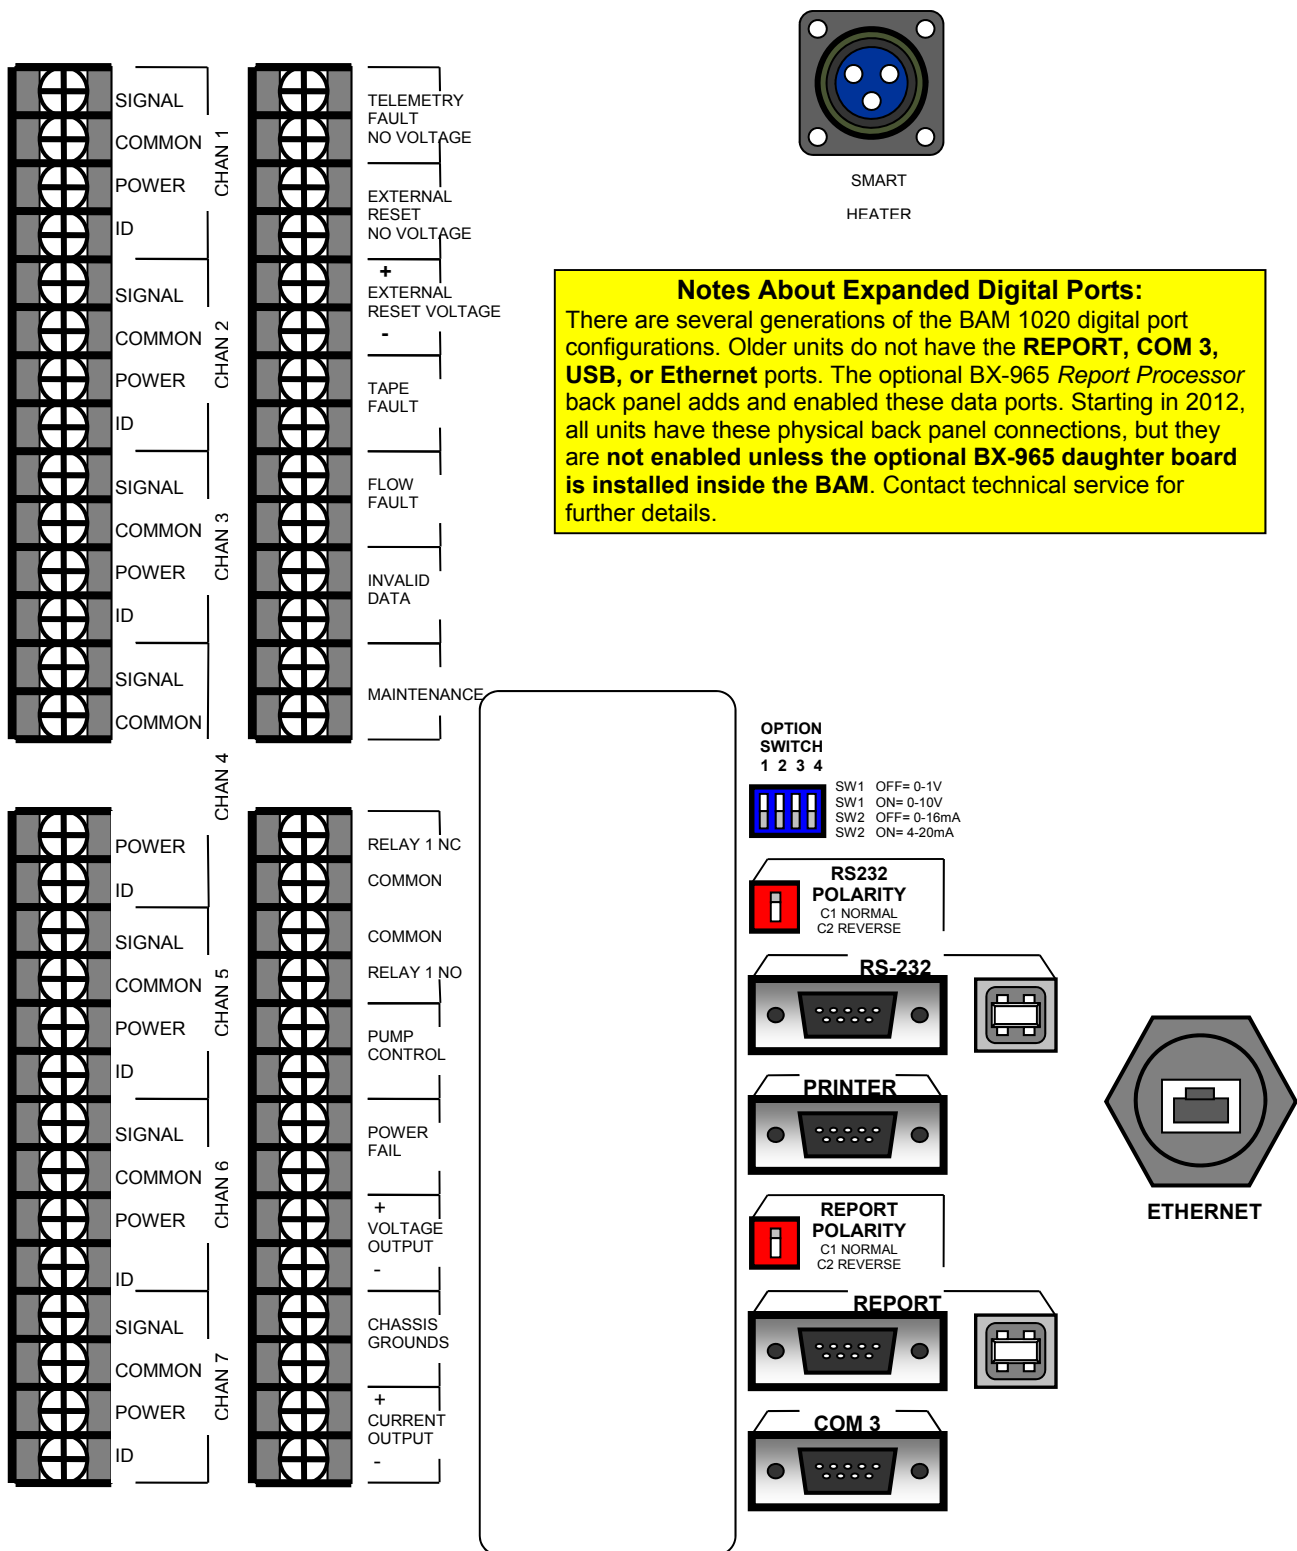 SIGNAL
COMMON
POWER
ID
CHAN 1
SIGNAL
COMMON
POWER
ID
CHAN 2
SIGNAL
COMMON
POWER
ID
CHAN 3
SIGNAL
COMMON
CHAN 4
POWER
ID
SIGNAL
COMMON
POWER
ID
CHAN 5
SIGNAL
COMMON
POWER
ID
CHAN 6
SIGNAL
COMMON
POWER
ID
CHAN 7
TELEMETRY
FAULT
NO VOLTAGE
EXTERNAL
RESET
NO VOLTAGE
+
EXTERNAL
RESET VOLTAGE
-
TAPE
FAULT
FLOW
FAULT
INVALID
DATA
MAINTENANCE
RELAY 1 NC
COMMON
COMMON
RELAY 1 NO
PUMP
CONTROL
POWER
FAIL
+
VOLTAGE
OUTPUT
-
CHASSIS
GROUNDS
+
CURRENT
OUTPUT
-
SMART
HEATER
Notes About Expanded Digital Ports:
There are several generations of the BAM 1020 digital port
configurations. Older units do not have the REPORT, COM 3,
USB, or Ethernet ports. The optional BX-965 Report Processor
back panel adds and enabled these data ports. Starting in 2012,
all units have these physical back panel connections, but they
are not enabled unless the optional BX-965 daughter board
is installed inside the BAM. Contact technical service for
further details.
OPTION
SWITCH
1 2 3 4
SW1 OFF= 0-1V
SW1 ON= 0-10V
SW2 OFF= 0-16mA
SW2 ON= 4-20mA
RS232
POLARITY
C1 NORMAL
C2 REVERSE
RS-232
PRINTER
REPORT
POLARITY
C1 NORMAL
C2 REVERSE
REPORT
COM 3
ETHERNET